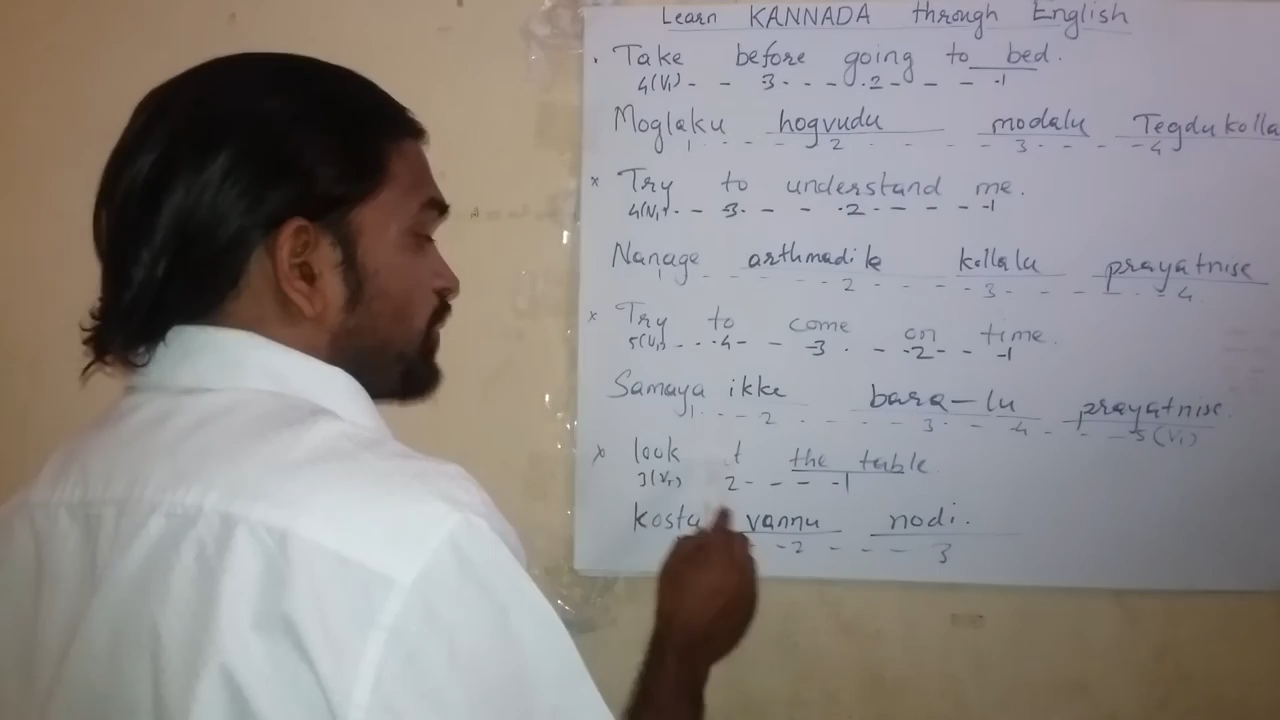 Learn KANNADA through English
. Take before going to bed.
4(V1) - - 3 - - - 2 - - - 1
Moglaku hogvudu modalu Tegdukolla
1 - - - 2 - - - 3 - - - 4
x Try to understand me.
4(V1) - - 3 - - - 2 - - - 1
Nanage arthmadik kollalu prayatnise
1 - - - 2 - - - 3 - - - 4
x Try to come on time.
5(V1) - - - 4 - - 3 - - 2 - - 1
Samaya ikke bara-lu prayatnise.
1 - - - 2 - - - 3 - - 4 - - 5(V1)
x look the table.
3(V1) 2 - - - 1
vannu nodi.
- 2 - - - 3